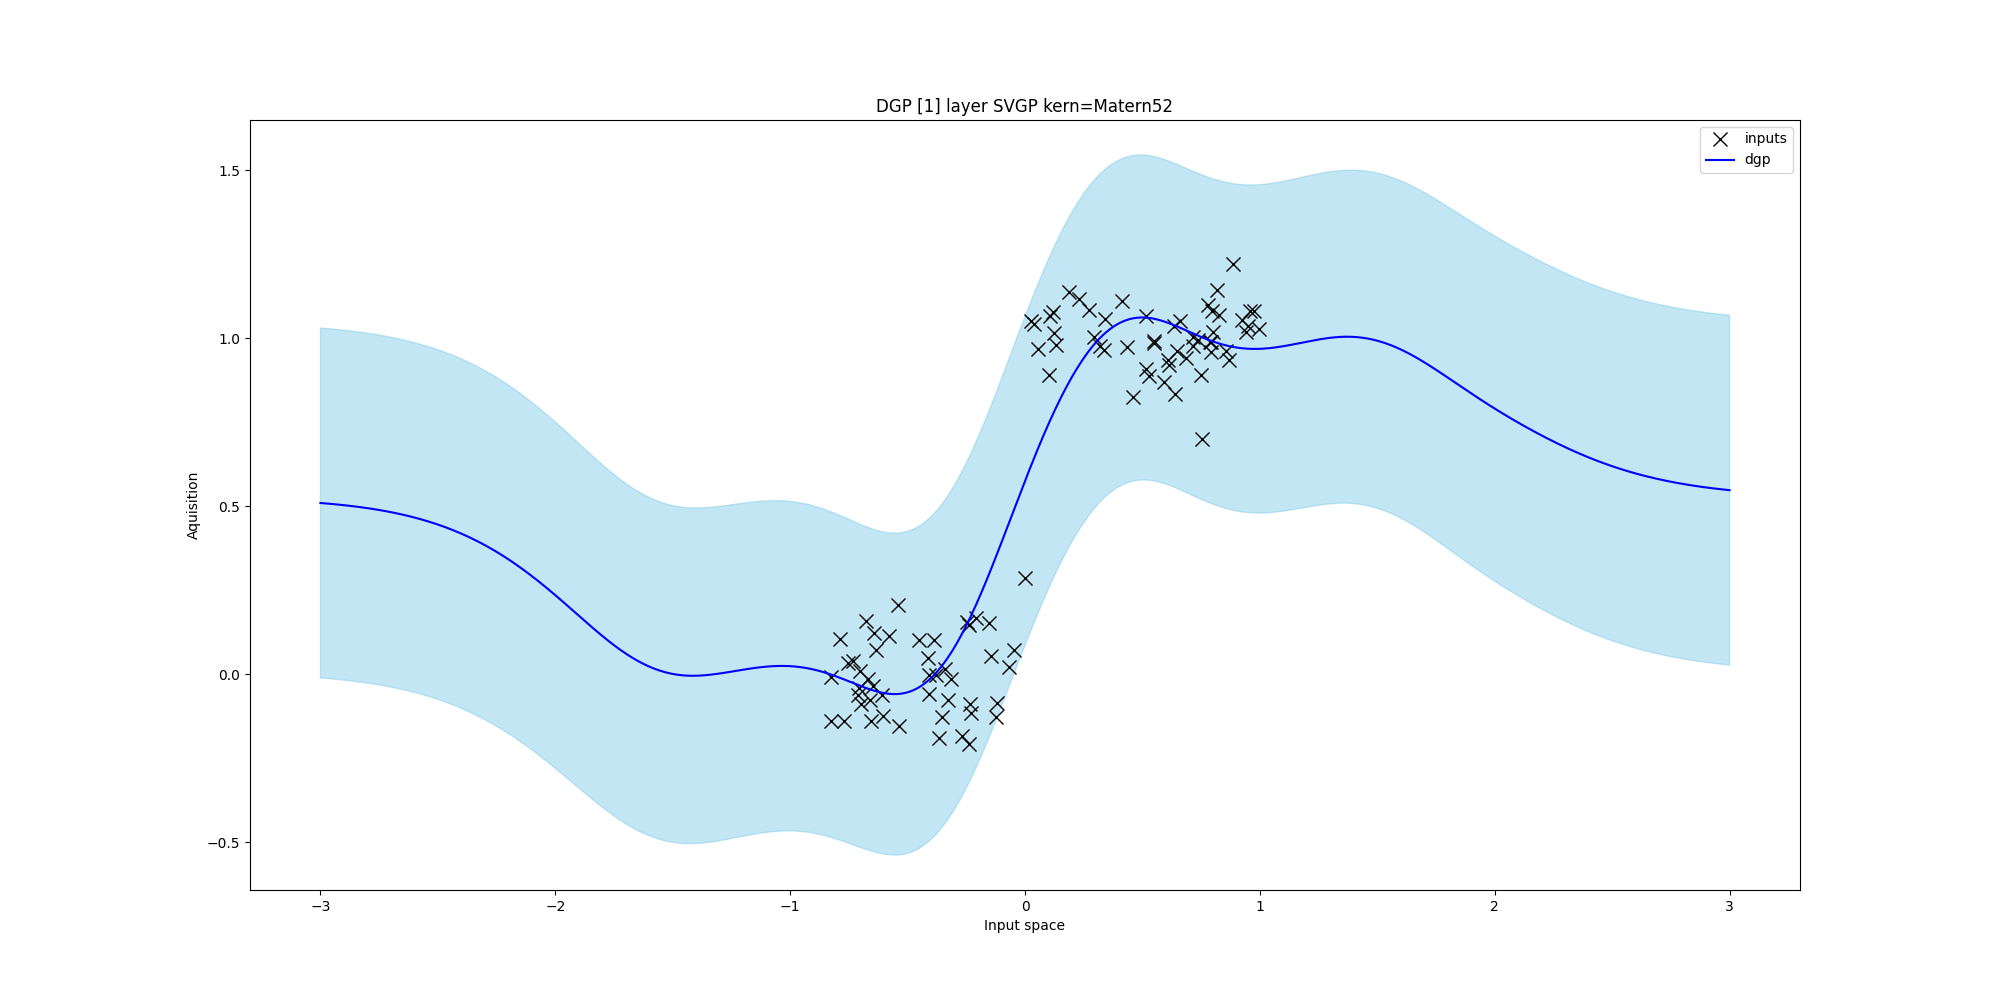 DGP [1] layer SVGP kern=Matern52
inputs
dgp
1.5
1.0
0.5
0.0
−0.5
Aquisition
−3
−2
−1
0
1
2
3
Input space